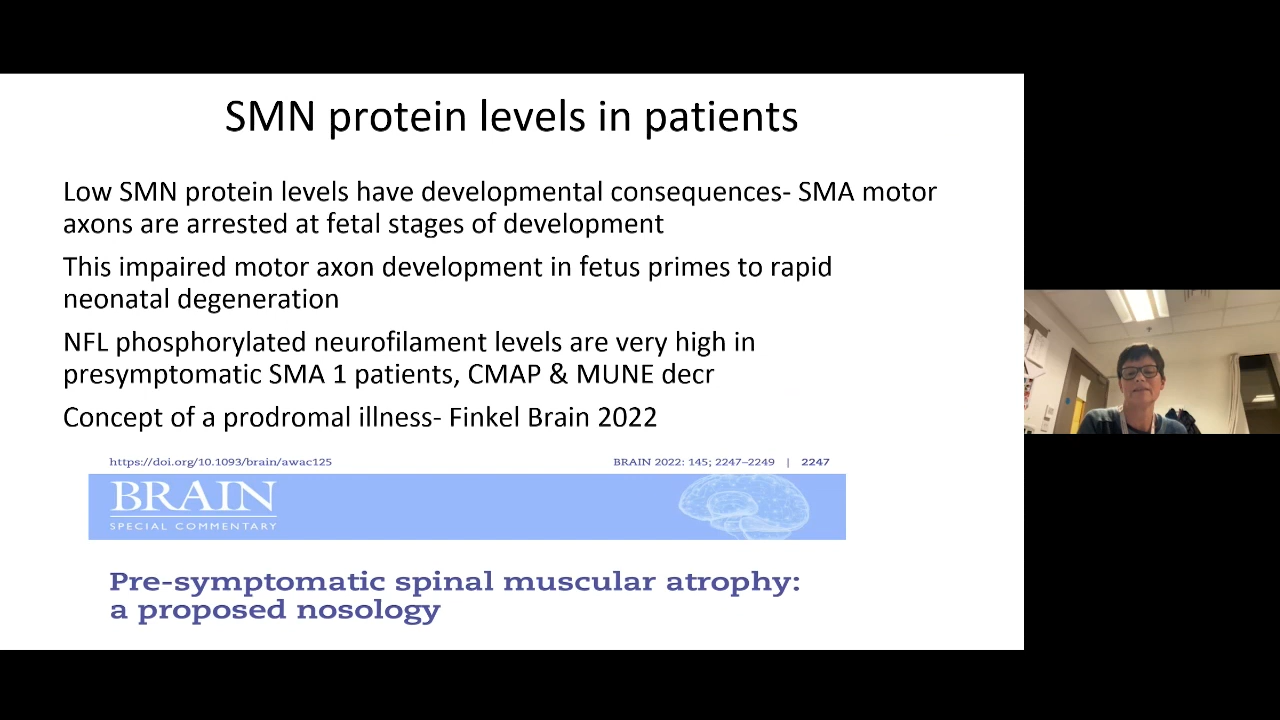 SMN protein levels in patients
Low SMN protein levels have developmental consequences- SMA motor
axons are arrested at fetal stages of development
This impaired motor axon development in fetus primes to rapid
neonatal degeneration
NFL phosphorylated neurofilament levels are very high in
presymptomatic SMA 1 patients, CMAP & MUNE decr
Concept of a prodromal illness- Finkel Brain 2022
https://doi.org/10.1093/brain/awac125
BRAIN 2022: 145; 2247–2249 | 2247
BRAIN
SPECIAL COMMENTARY
Pre-symptomatic spinal muscular atrophy:
a proposed nosology